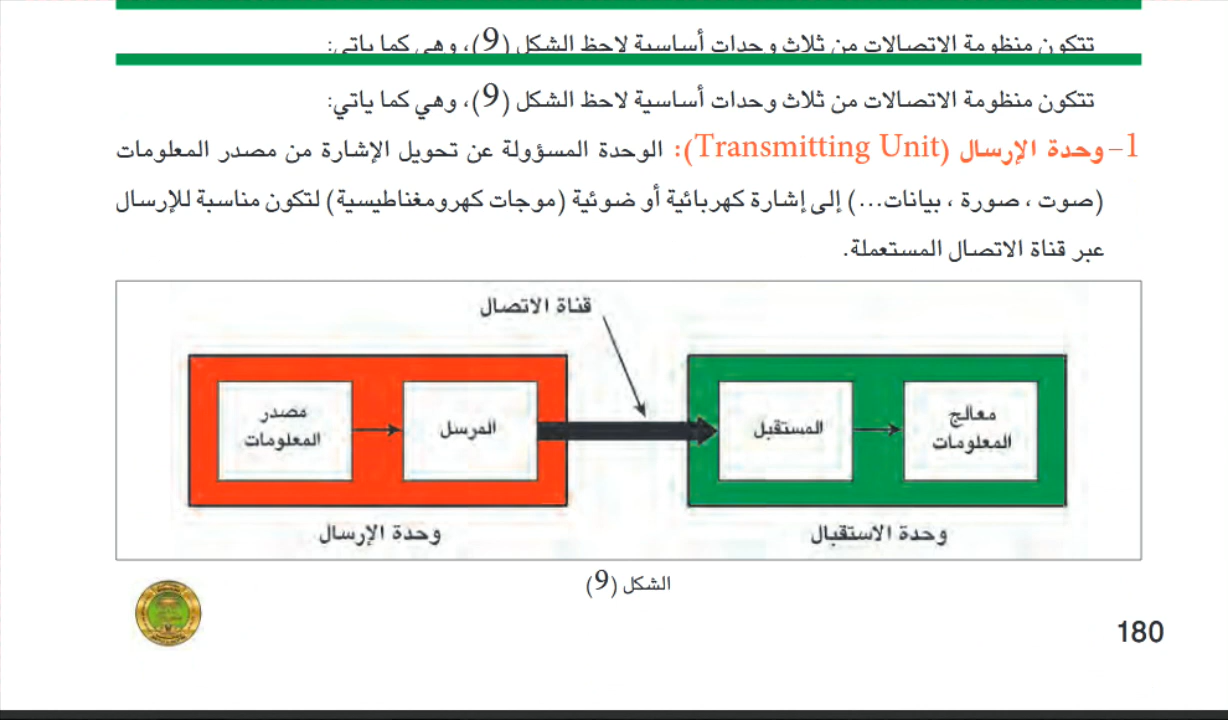 تتكون منظومة الاتصالات من ثلاث وحدات أساسية لاحظ الشكل (9)، وهي كما ياتي:
تتكون منظومة الاتصالات من ثلاث وحدات أساسية لاحظ الشكل (9)، وهي كما ياتي:
1- وحدة الإرسال (Transmitting Unit): الوحدة المسؤولة عن تحويل الإشارة من مصدر المعلومات
(صوت ، صورة ، بيانات...) إلى إشارة كهربائية أو ضوئية (موجات كهرومغناطيسية) لتكون مناسبة للإرسال
عبر قناة الاتصال المستعملة.
قناة الاتصال
مصدر
المعلومات
المرسل
المستقبل
معالج
المعلومات
وحدة الإرسال
وحدة الاستقبال
الشكل (9)
180